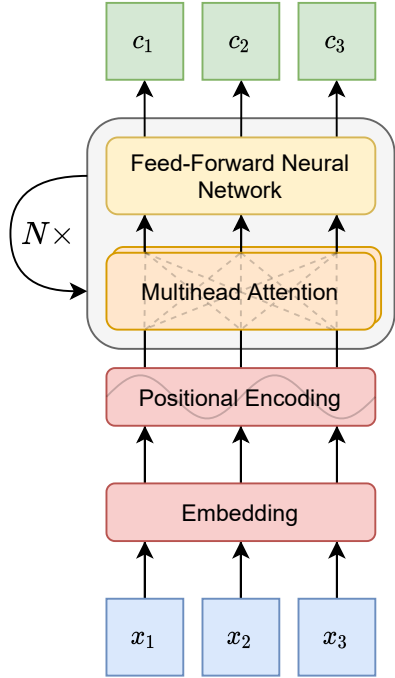 c₁ c₂ c₃
Feed-Forward Neural
Network
N×
Multihead Attention
Positional Encoding
Embedding
x₁ x₂ x₃